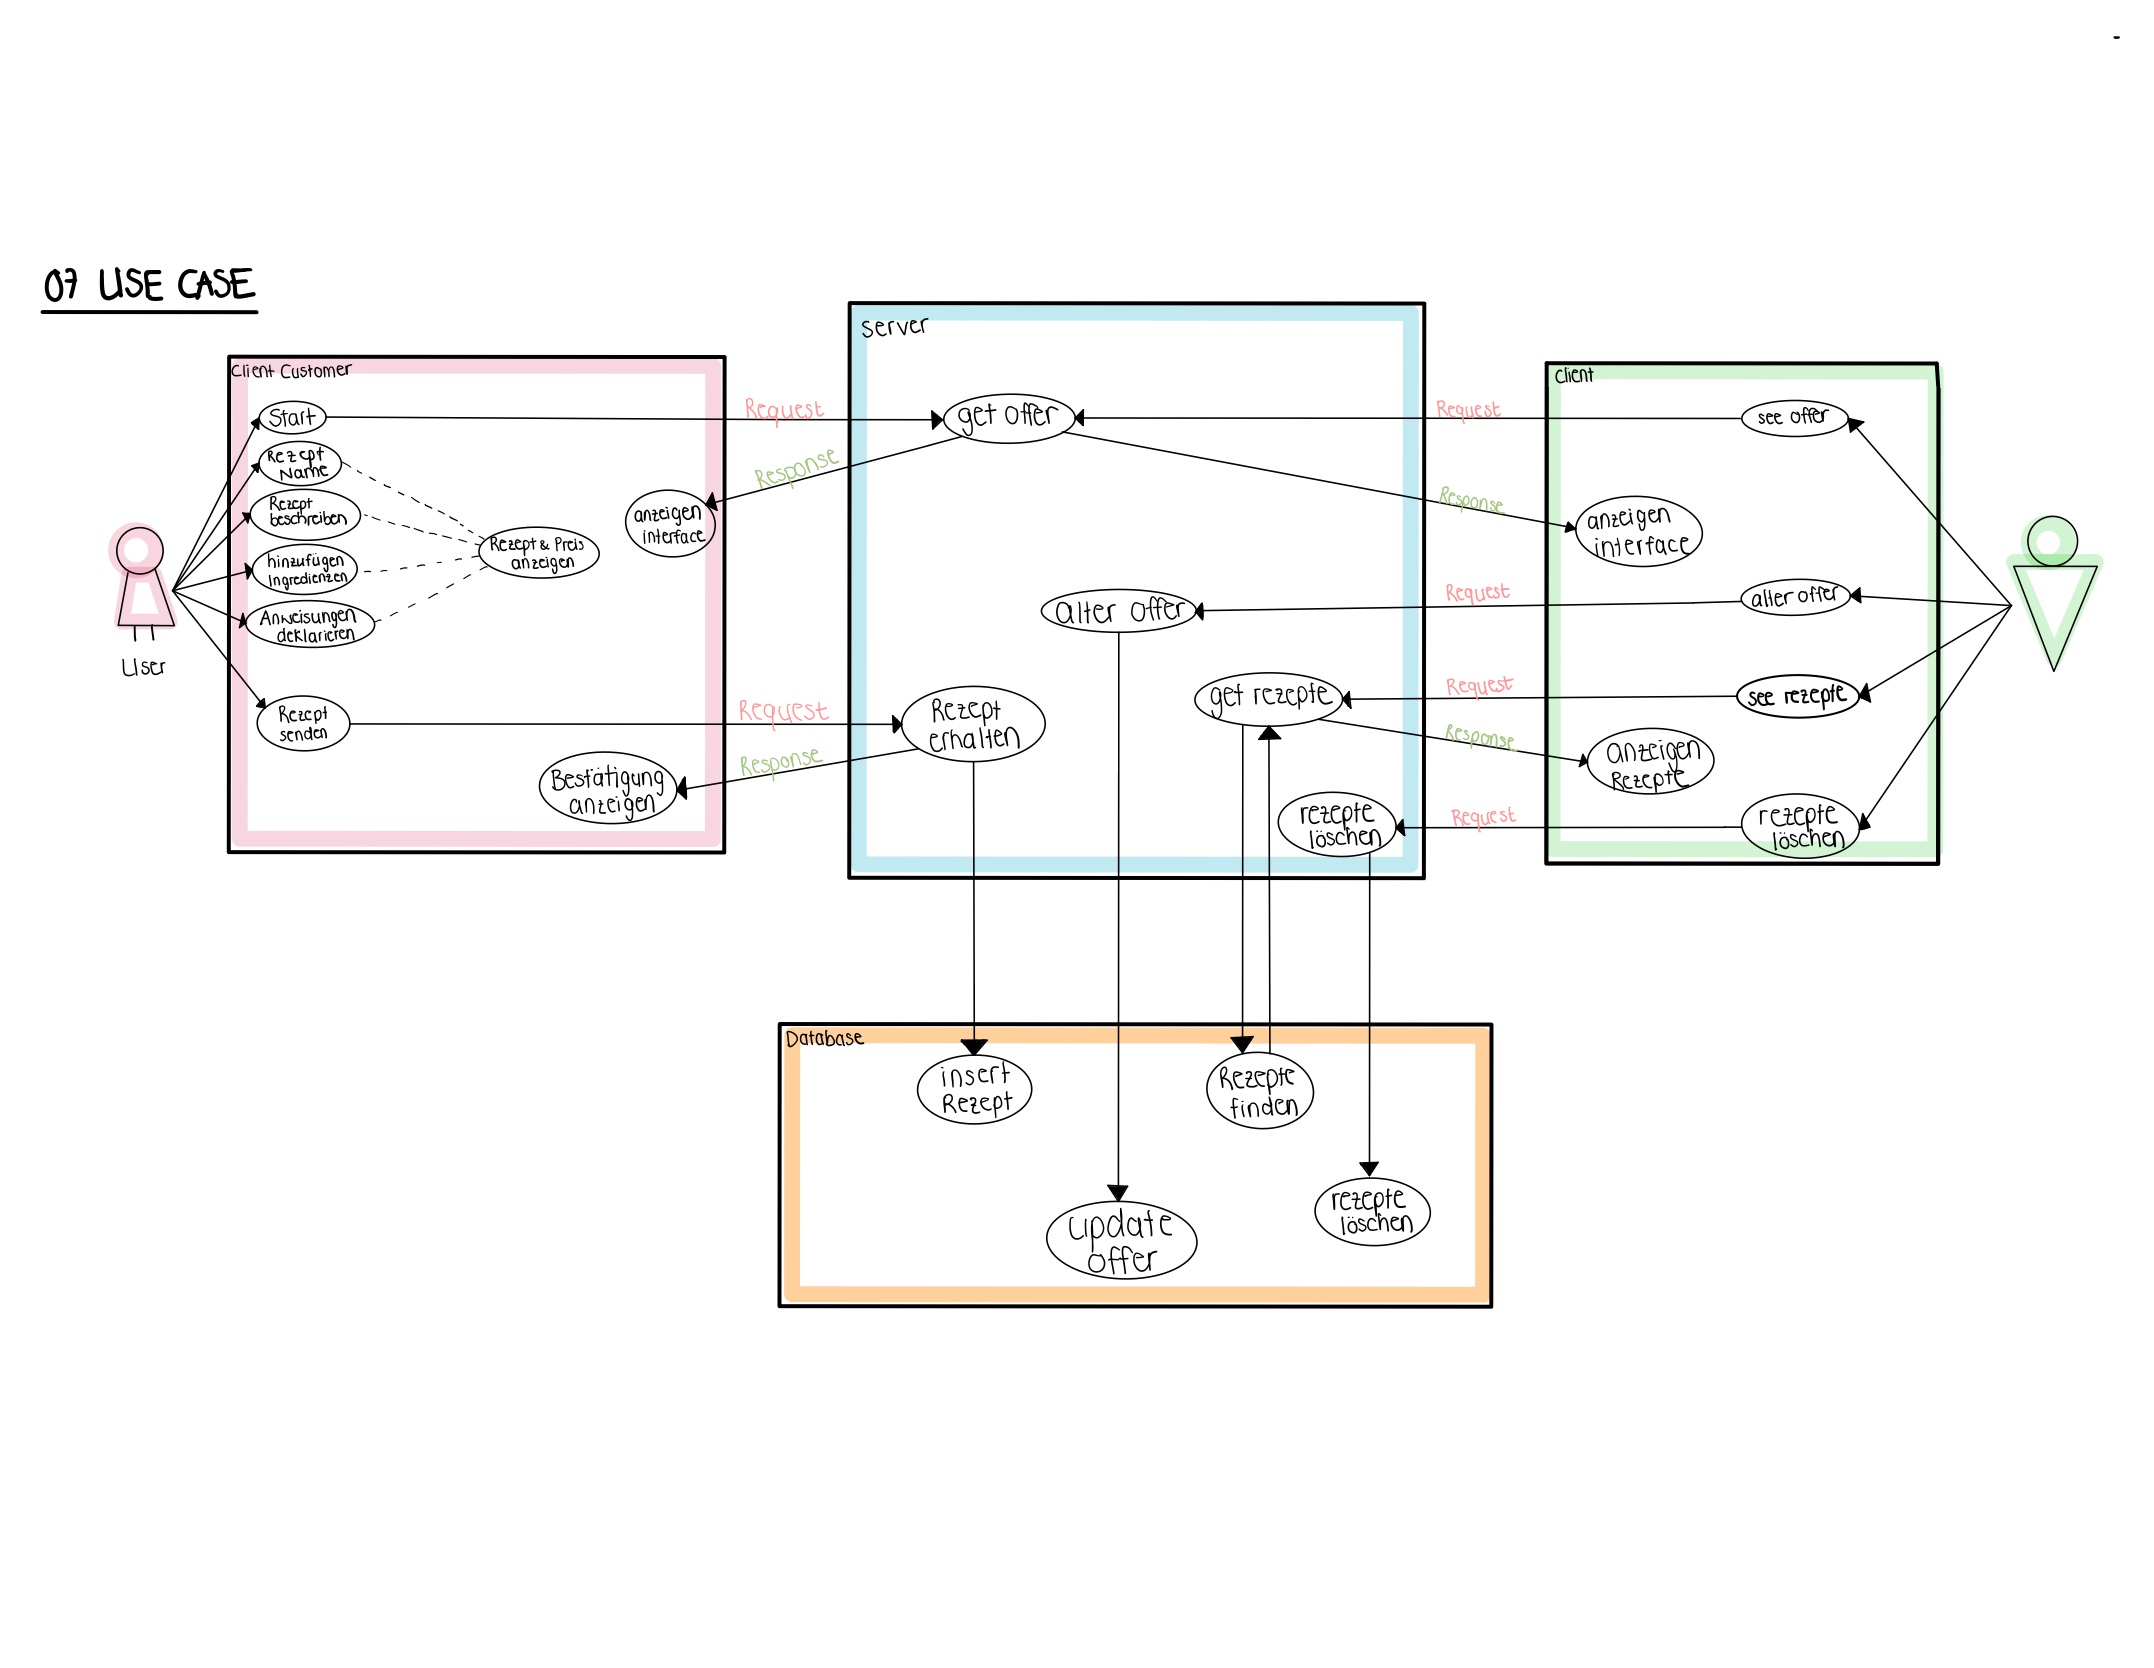 07 USE CASE
Client Customer
Start
Rezept
Name
Rezept
beschreiben
hinzufügen
Ingredienzen
Anweisungen
deklarieren
Rezept
senden
Rezept & Preis
anzeigen
anzeigen
interface
Bestätigung
anzeigen
User
Request
Response
Request
Response
Server
get offer
alter offer
Rezept
erhalten
get rezepte
rezepte
löschen
Request
Response
Request
Request
Response
Request
Client
see offer
anzeigen
interface
alter offer
see rezepte
anzeigen
Rezepte
rezepte
löschen
Database
insert
Rezept
Rezepte
finden
update
offer
rezepte
löschen